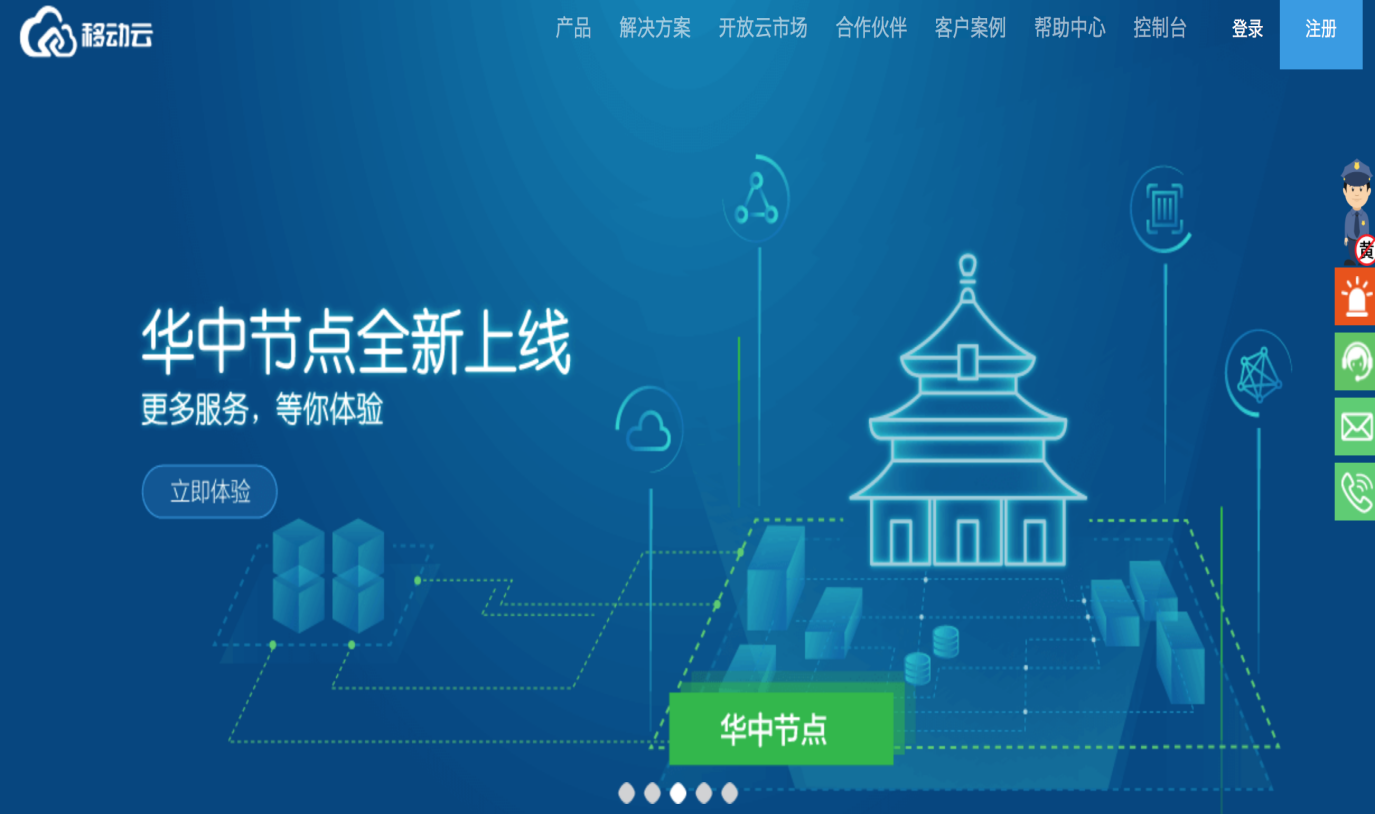 移动云
产品 解决方案 开放云市场 合作伙伴 客户案例 帮助中心 控制台 登录 注册
黄
华中节点全新上线
更多服务，等你体验
立即体验
华中节点